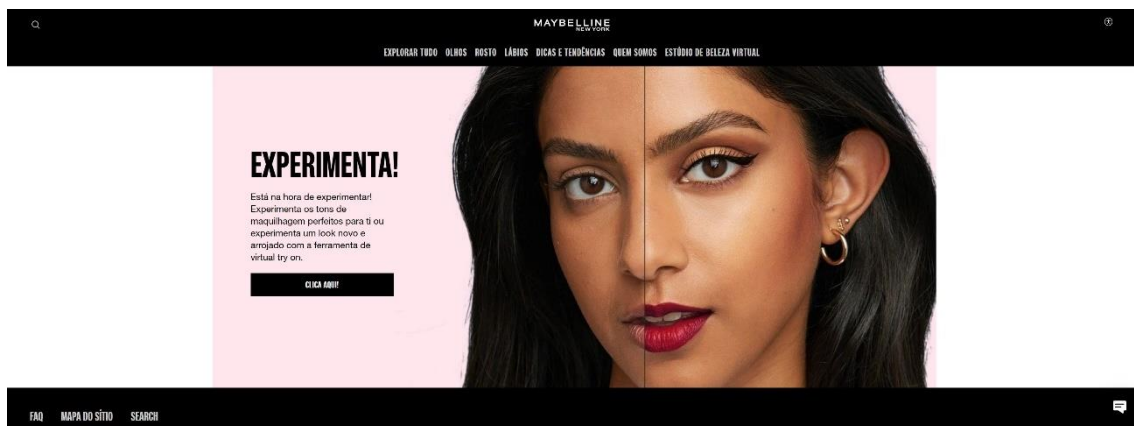 MAYBELLINE
NEW YORK
EXPLORAR TUDO OLHOS ROSTO LÁBIOS DICAS E TENDÊNCIAS QUEM SOMOS ESTÚDIO DE BELEZA VIRTUAL
EXPERIMENTA!
Está na hora de experimentar!
Experimenta os tons de
maquilhagem perfeitos para ti ou
experimenta um look novo e
arrojado com a ferramenta de
virtual try on.
CLICA AQUI!
FAQ MAPA DO SÍTIO SEARCH